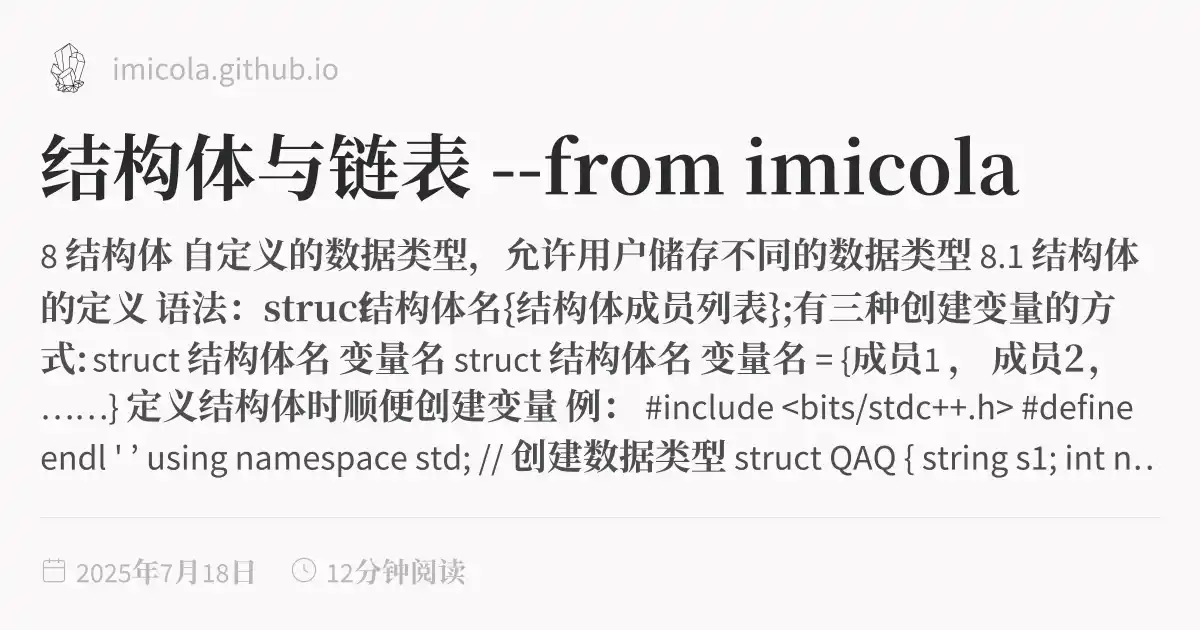 imicola.github.io
结构体与链表 --from imicola
8 结构体 自定义的数据类型，允许用户储存不同的数据类型 8.1 结构体
的定义 语法：struct结构体名{结构体成员列表};有三种创建变量的方
式: struct 结构体名 变量名 struct 结构体名 变量名 = {成员1 ， 成员2，
……} 定义结构体时顺便创建变量 例： #include <bits/stdc++.h> #define
endl ' ’ using namespace std; // 创建数据类型 struct QAQ { string s1; int n…
2025年7月18日 12分钟阅读